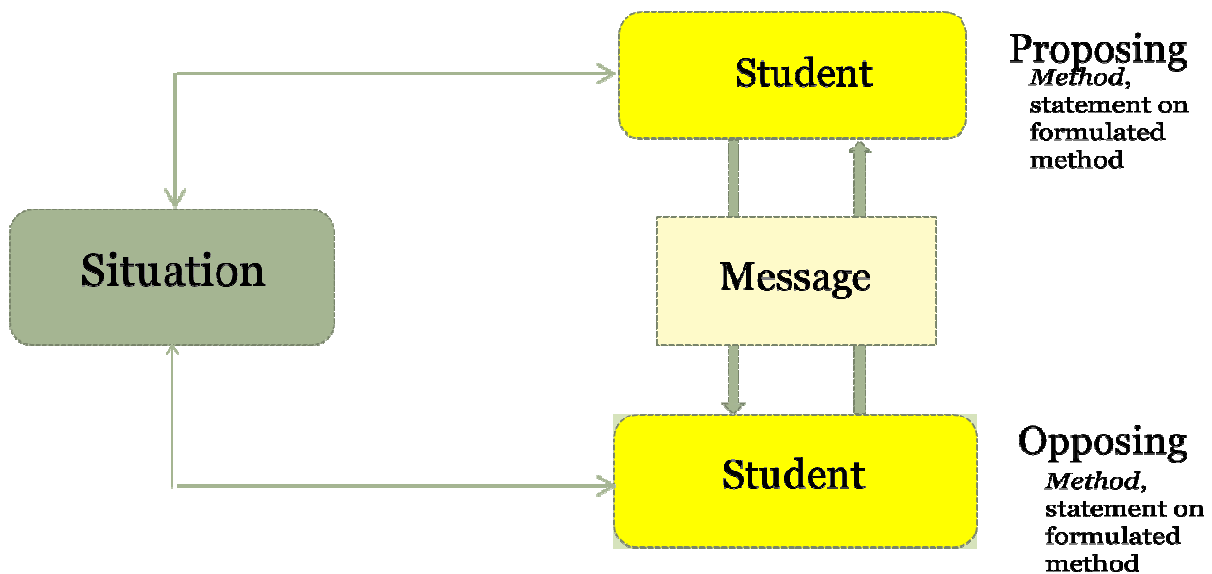 Student
Proposing
Method,
statement on
formulated
method
Situation
Message
Student
Opposing
Method,
statement on
formulated
method